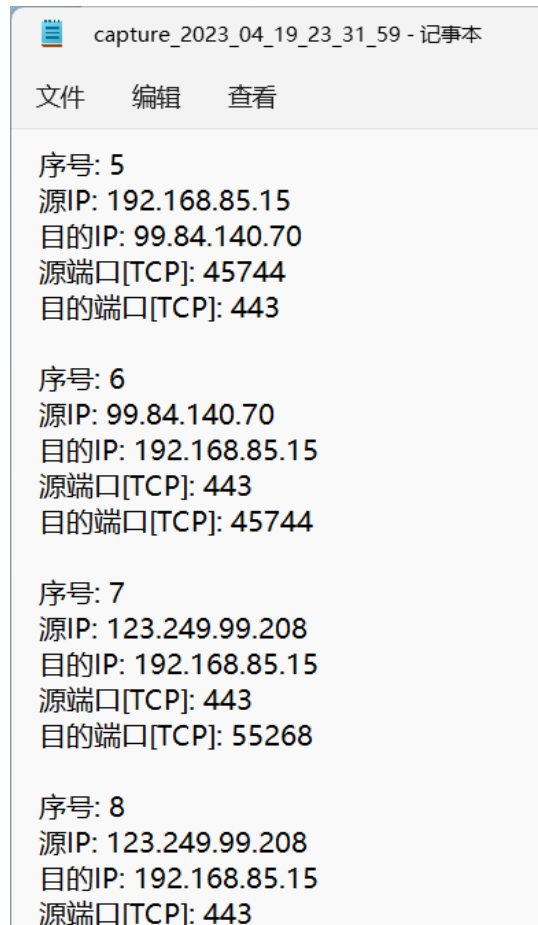 capture_2023_04_19_23_31_59 - 记事本
文件 编辑 查看
序号: 5
源IP: 192.168.85.15
目的IP: 99.84.140.70
源端口[TCP]: 45744
目的端口[TCP]: 443
序号: 6
源IP: 99.84.140.70
目的IP: 192.168.85.15
源端口[TCP]: 443
目的端口[TCP]: 45744
序号: 7
源IP: 123.249.99.208
目的IP: 192.168.85.15
源端口[TCP]: 443
目的端口[TCP]: 55268
序号: 8
源IP: 123.249.99.208
目的IP: 192.168.85.15
源端口[TCP]: 443